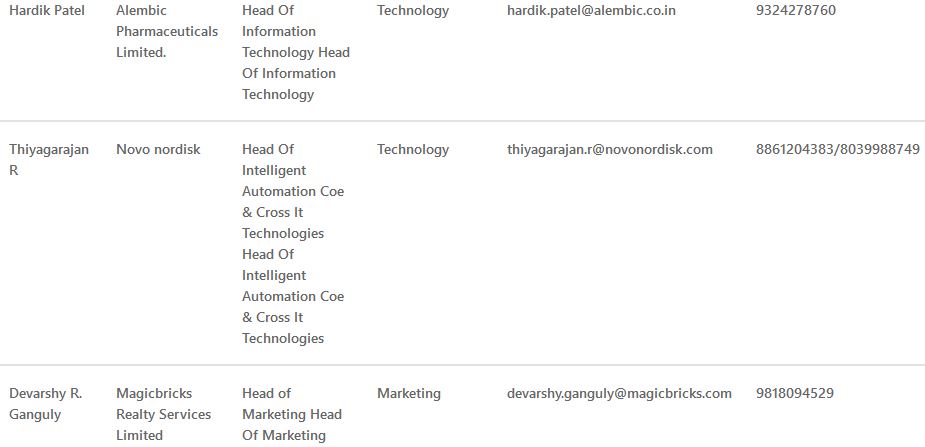 Hardik Patel
Alembic
Pharmaceuticals
Limited.
Head Of
Information
Technology Head
Of Information
Technology
Technology
hardik.patel@alembic.co.in
9324278760
Thiyagarajan
R
Novo nordisk
Head Of
Intelligent
Automation Coe
& Cross It
Technologies
Head Of
Intelligent
Automation Coe
& Cross It
Technologies
Technology
thiyagarajan.r@novonordisk.com
8861204383/8039988749
Devarshy R.
Ganguly
Magicbricks
Realty Services
Limited
Head of
Marketing Head
Of Marketing
Marketing
devarshy.ganguly@magicbricks.com
9818094529